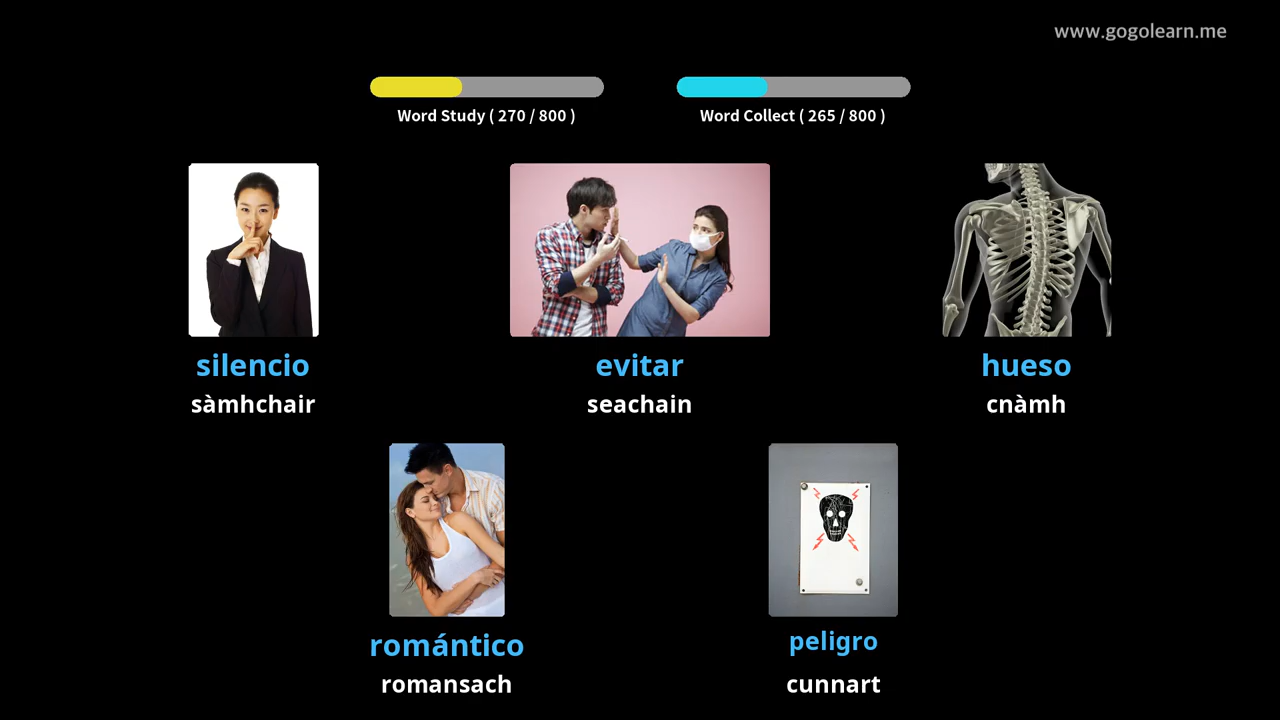 www.gogolearn.me
Word Study ( 270 / 800 )
Word Collect ( 265 / 800 )
silencio
sàmhchair
evitar
seachain
hueso
cnàmh
romántico
romansach
peligro
cunnart